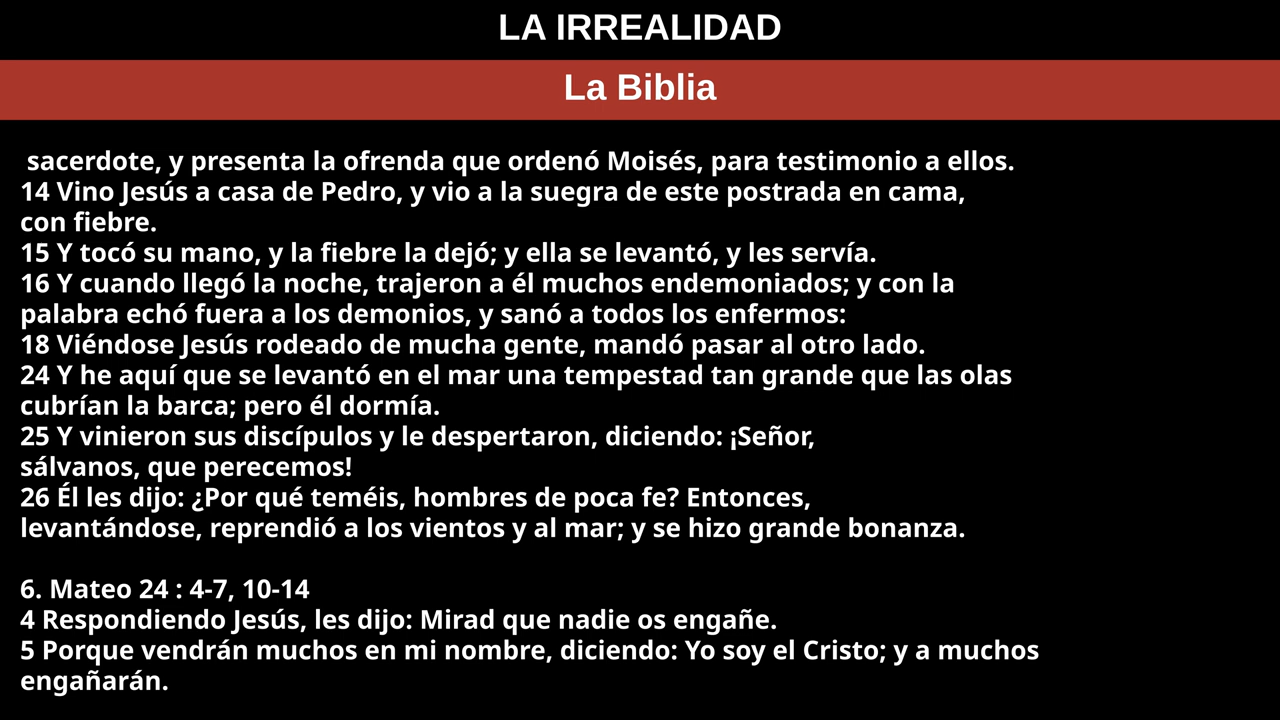 LA IRREALIDAD
La Biblia
sacerdote, y presenta la ofrenda que ordenó Moisés, para testimonio a ellos.
14 Vino Jesús a casa de Pedro, y vio a la suegra de este postrada en cama,
con fiebre.
15 Y tocó su mano, y la fiebre la dejó; y ella se levantó, y les servía.
16 Y cuando llegó la noche, trajeron a él muchos endemoniados; y con la
palabra echó fuera a los demonios, y sanó a todos los enfermos:
18 Viéndose Jesús rodeado de mucha gente, mandó pasar al otro lado.
24 Y he aquí que se levantó en el mar una tempestad tan grande que las olas
cubrían la barca; pero él dormía.
25 Y vinieron sus discípulos y le despertaron, diciendo: ¡Señor,
sálvanos, que perecemos!
26 Él les dijo: ¿Por qué teméis, hombres de poca fe? Entonces,
levantándose, reprendió a los vientos y al mar; y se hizo grande bonanza.
6. Mateo 24 : 4-7, 10-14
4 Respondiendo Jesús, les dijo: Mirad que nadie os engañe.
5 Porque vendrán muchos en mi nombre, diciendo: Yo soy el Cristo; y a muchos
engañarán.